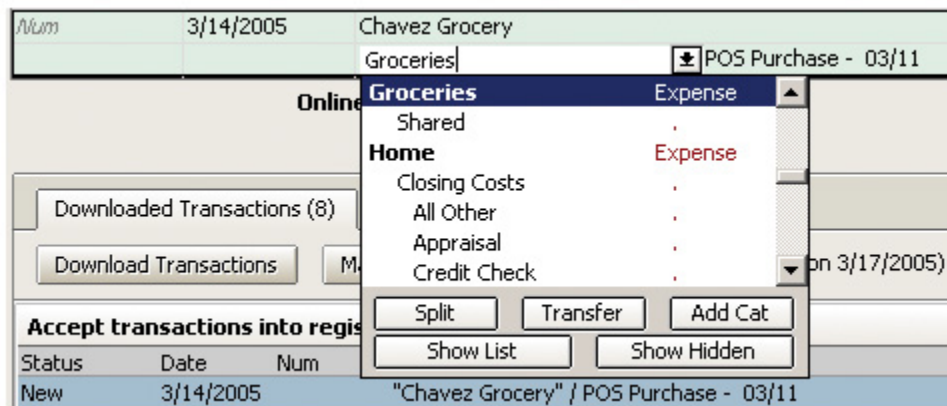 Num 3/14/2005 Chavez Grocery
Groceries POS Purchase - 03/11
Online
Groceries Expense
Shared .
Home Expense
Closing Costs .
All Other .
Appraisal .
Credit Check .
Downloaded Transactions (8)
Download Transactions on 3/17/2005)
Split Transfer Add Cat
Show List Show Hidden
Accept transactions into
Status Date Num
New 3/14/2005 "Chavez Grocery" / POS Purchase - 03/11